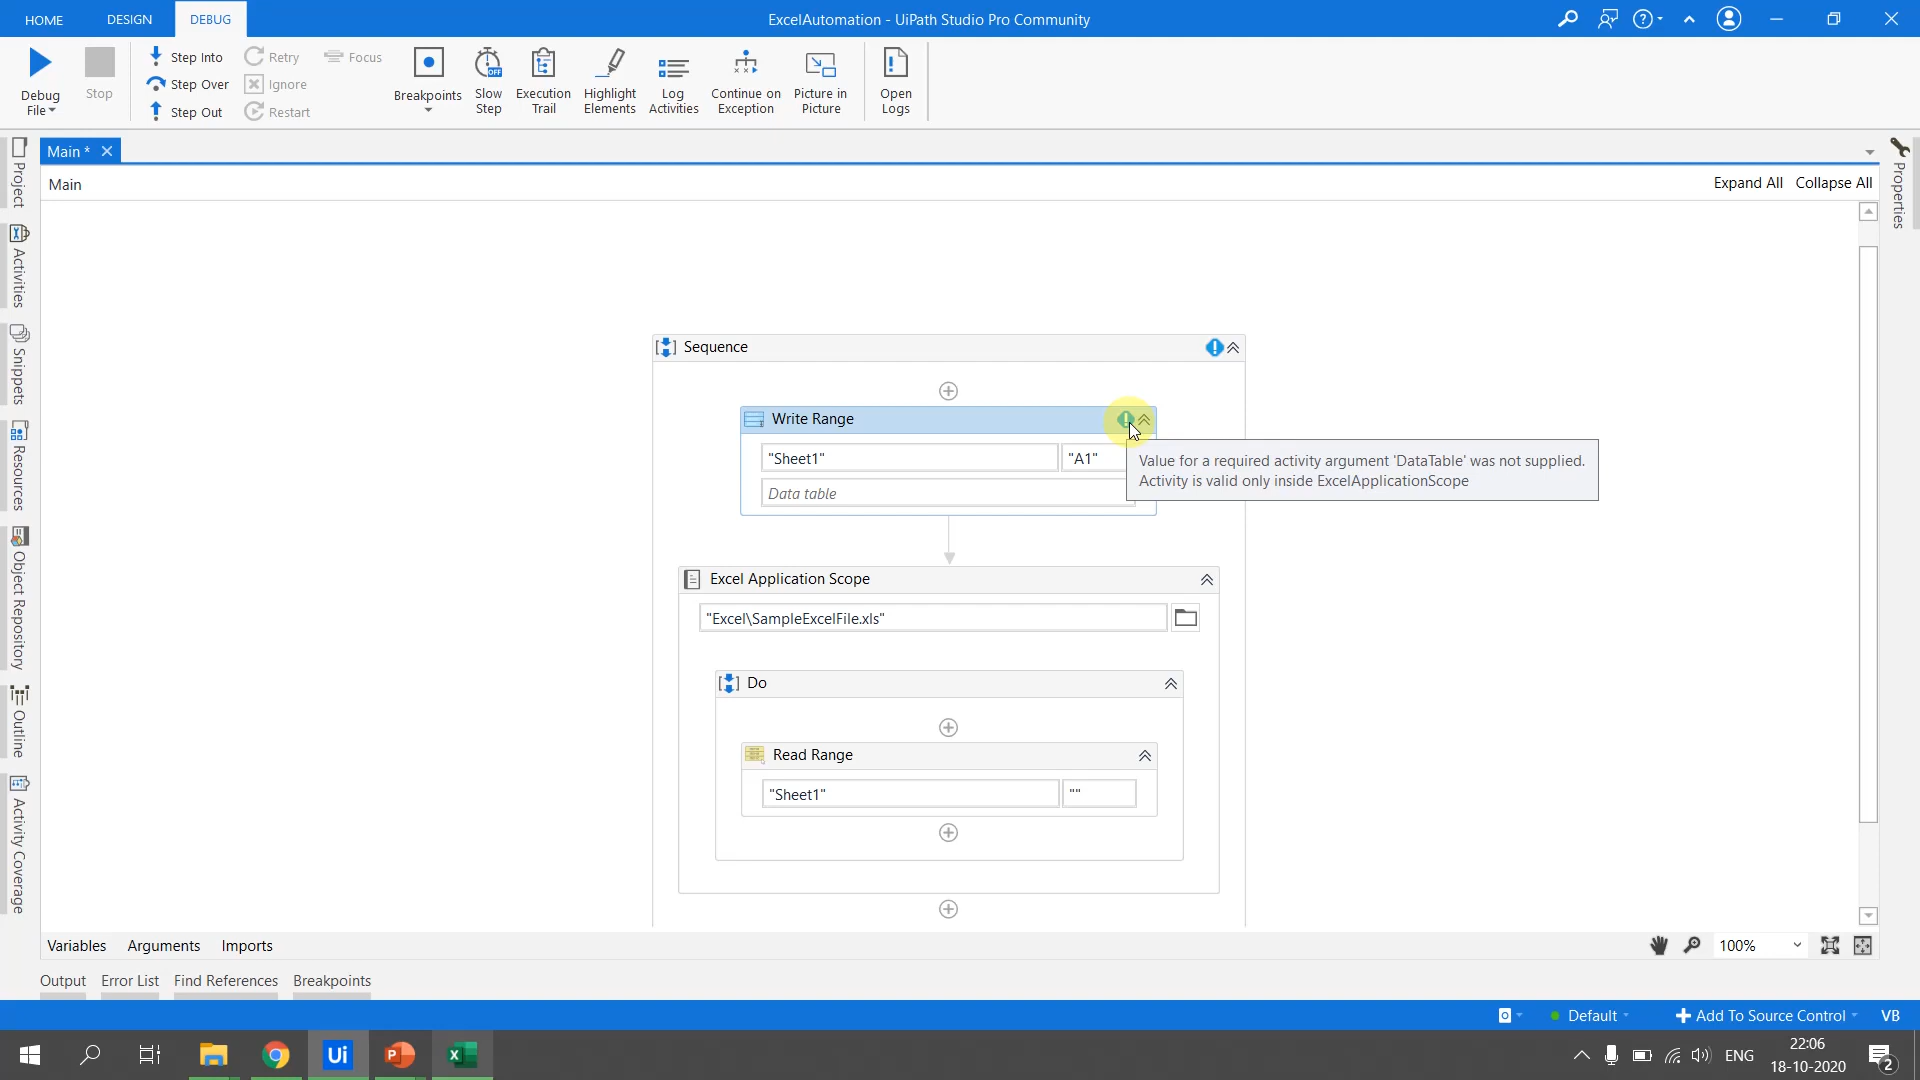 HOME DESIGN DEBUG ExcelAutomation - UiPath Studio Pro Community
Debug File
Stop
Step Into
Step Over
Step Out
Retry
Ignore
Restart
Focus
Breakpoints
Slow Step
OFF
Execution Trail
Highlight Elements
Log Activities
Continue on Exception
Picture in Picture
Open Logs
Main *
Main
Expand All Collapse All
Project
Activities
Snippets
Resources
Object Repository
Outline
Activity Coverage
Properties
Sequence
Write Range
"Sheet1" "A1"
Data table
Value for a required activity argument 'DataTable' was not supplied.
Activity is valid only inside ExcelApplicationScope
Excel Application Scope
"Excel\SampleExcelFile.xls"
Do
Read Range
"Sheet1" ""
Variables Arguments Imports
100%
Output Error List Find References Breakpoints
Default Add To Source Control VB
Ui
ENG
22:06
18-10-2020
2